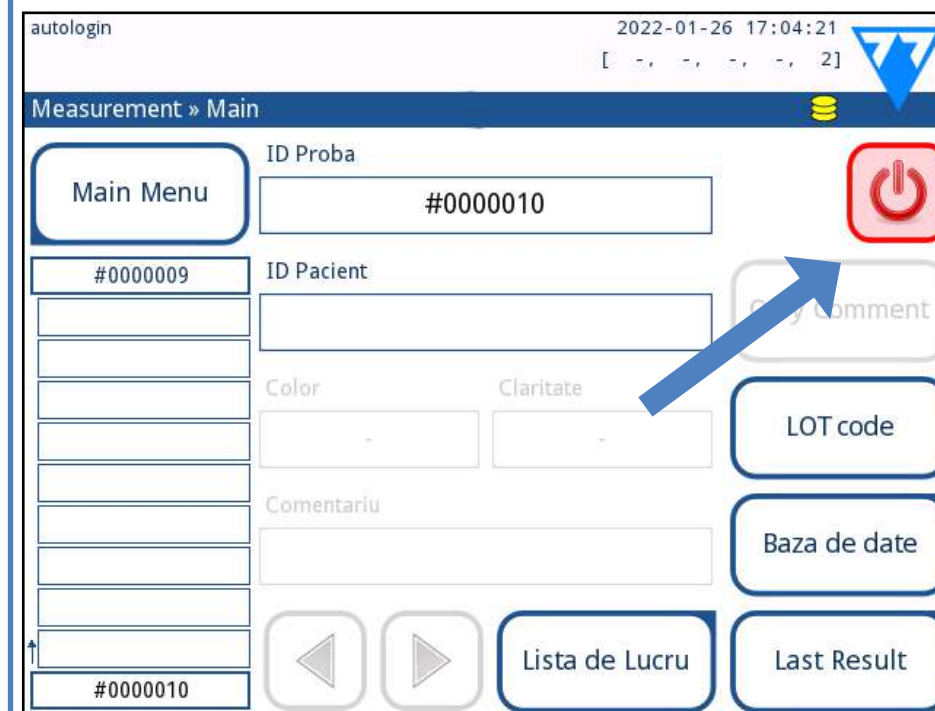 autologin
2022-01-26 17:04:21
[ -, -, -, -, 2]
Measurement » Main
Main Menu
ID Proba
#0000010
#0000009
ID Pacient
Comment
Color
Claritate
-
-
LOT code
Comentariu
Baza de date
Lista de Lucru
Last Result
#0000010